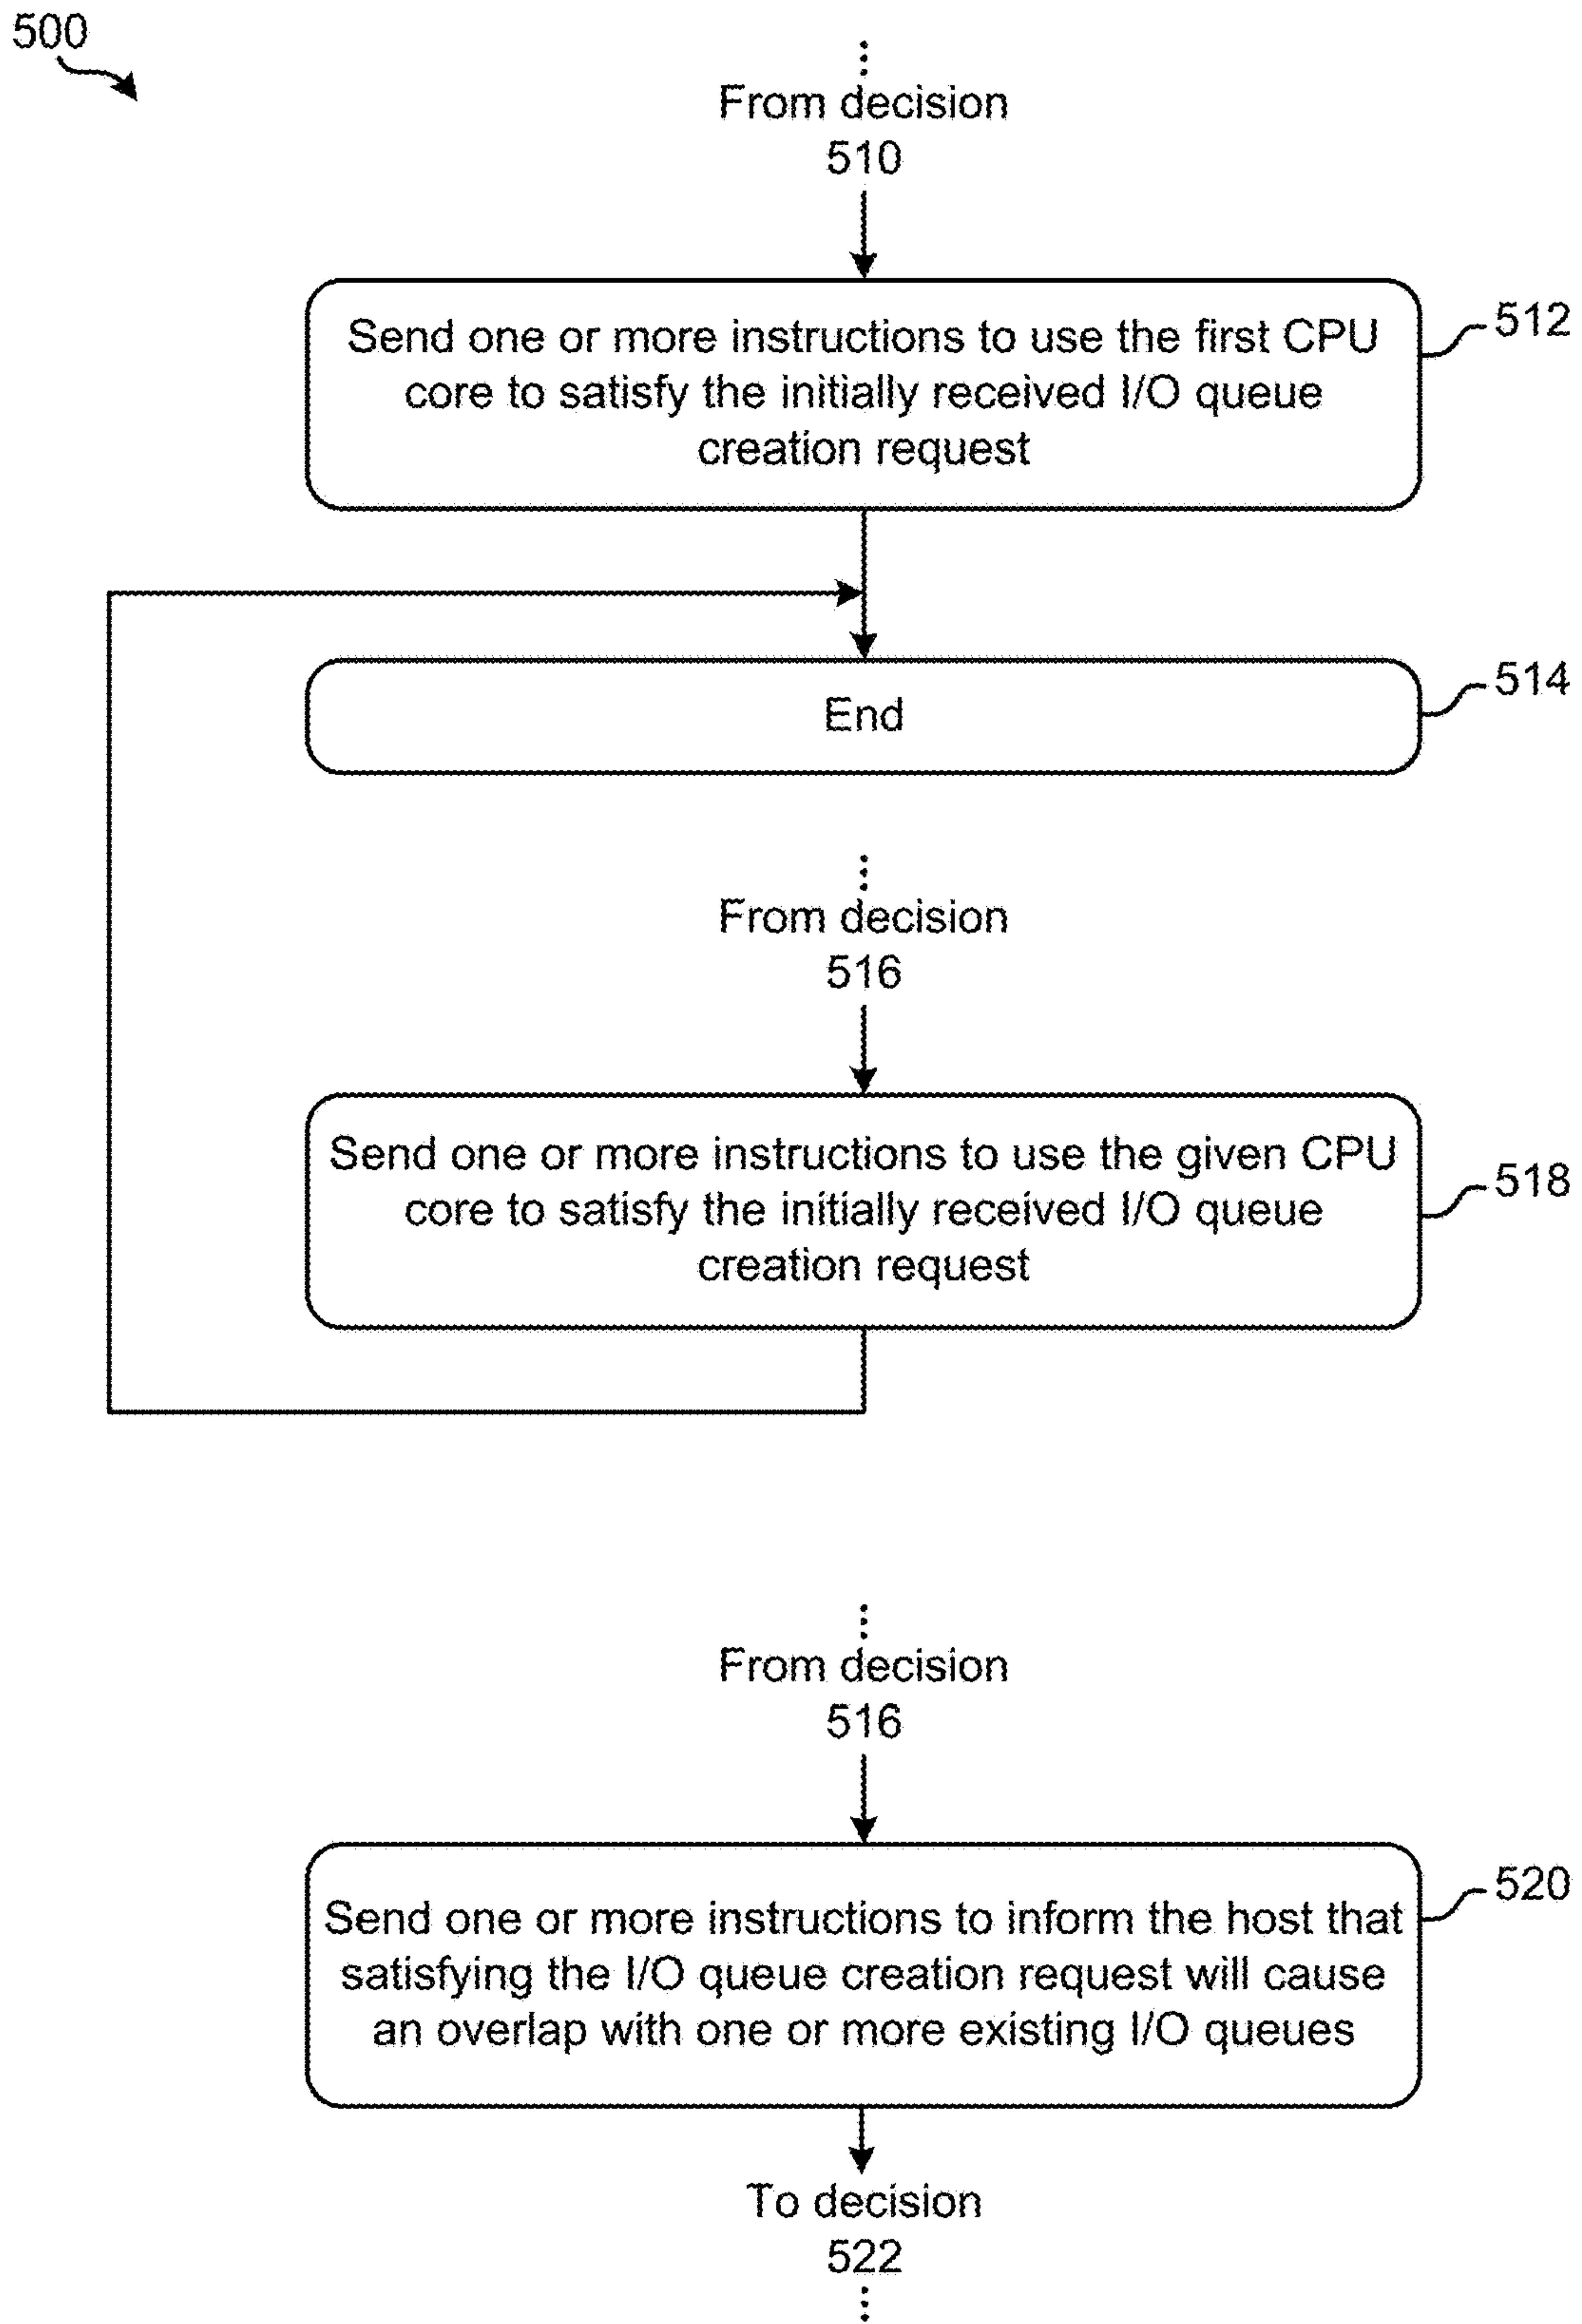 500
From decision
510
Send one or more instructions to use the first CPU
core to satisfy the initially received I/O queue
creation request
512
End
514
From decision
516
Send one or more instructions to use the given CPU
core to satisfy the initially received I/O queue
creation request
518
From decision
516
Send one or more instructions to inform the host that
satisfying the I/O queue creation request will cause
an overlap with one or more existing I/O queues
520
To decision
522